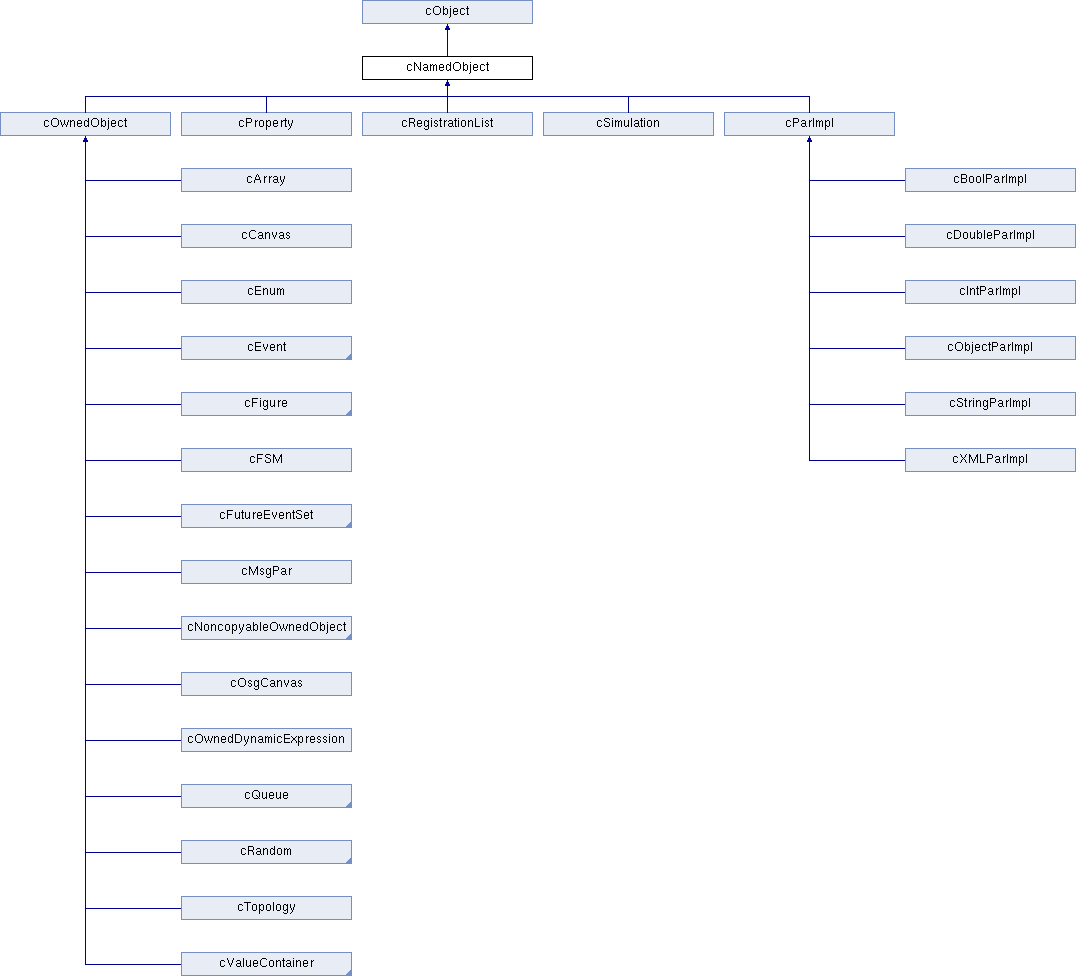 cObject
cNamedObject
cOwnedObject
cProperty
cRegistrationList
cSimulation
cParImpl
cArray
cBoolParImpl
cCanvas
cDoubleParImpl
cEnum
cIntParImpl
cEvent
cObjectParImpl
cFigure
cStringParImpl
cFSM
cXMLParImpl
cFutureEventSet
cMsgPar
cNoncopyableOwnedObject
cOsgCanvas
cOwnedDynamicExpression
cQueue
cRandom
cTopology
cValueContainer